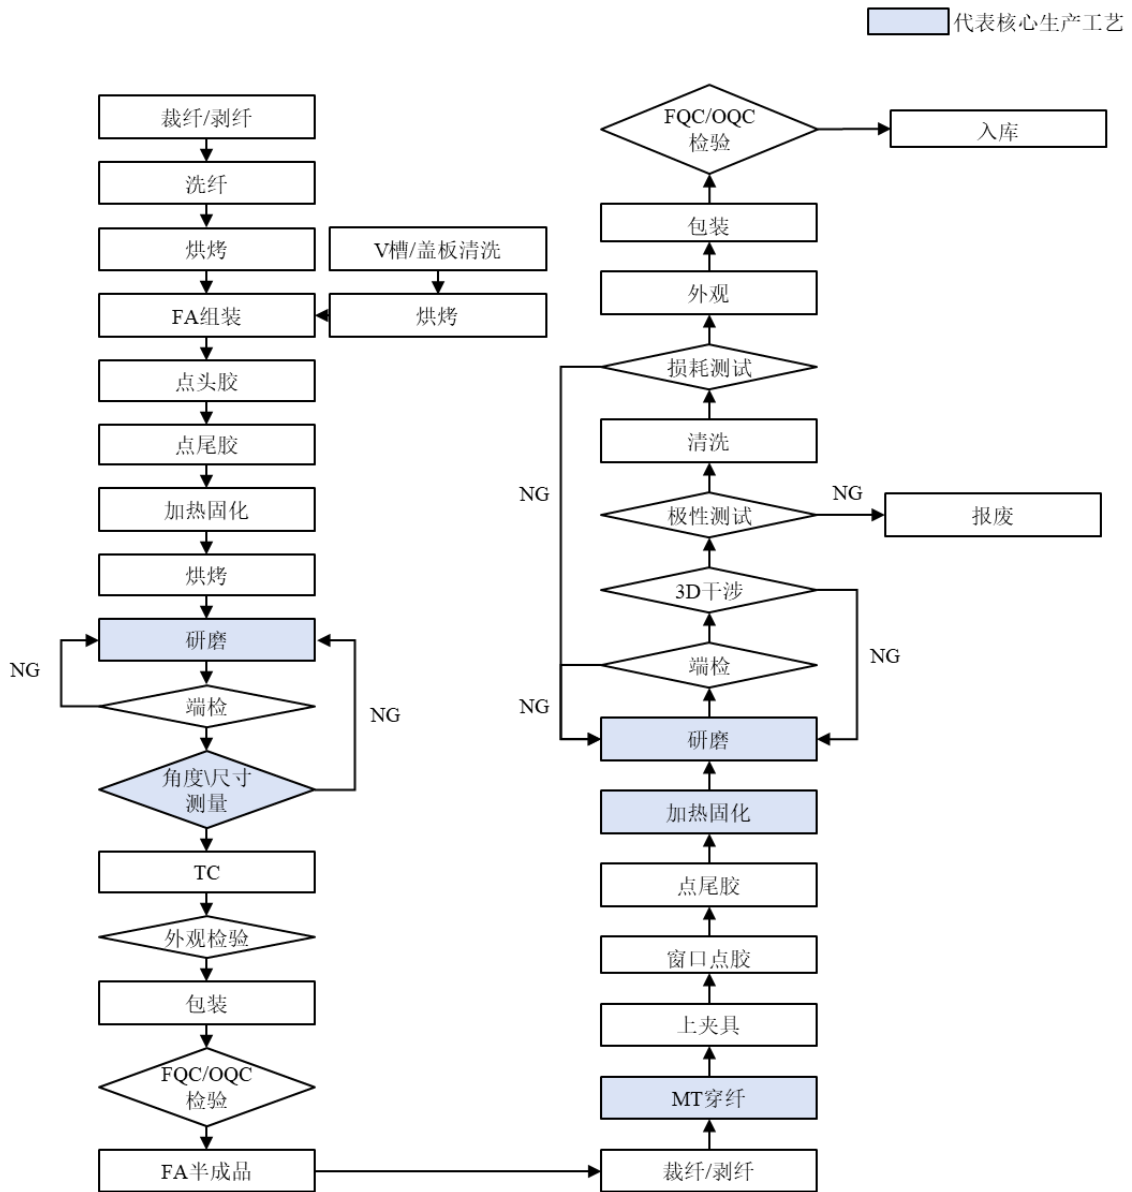 代表核心生产工艺
裁纤/剥纤
洗纤
烘烤
V槽/盖板清洗
烘烤
FA组装
点头胶
点尾胶
加热固化
烘烤
研磨
NG
端检
NG
角度\尺寸
测量
TC
外观检验
包装
FQC/OQC
检验
FA半成品
FQC/OQC
检验
入库
包装
外观
损耗测试
清洗
NG
极性测试
NG
报废
3D干涉
NG
端检
NG
研磨
加热固化
点尾胶
窗口点胶
上夹具
MT穿纤
裁纤/剥纤